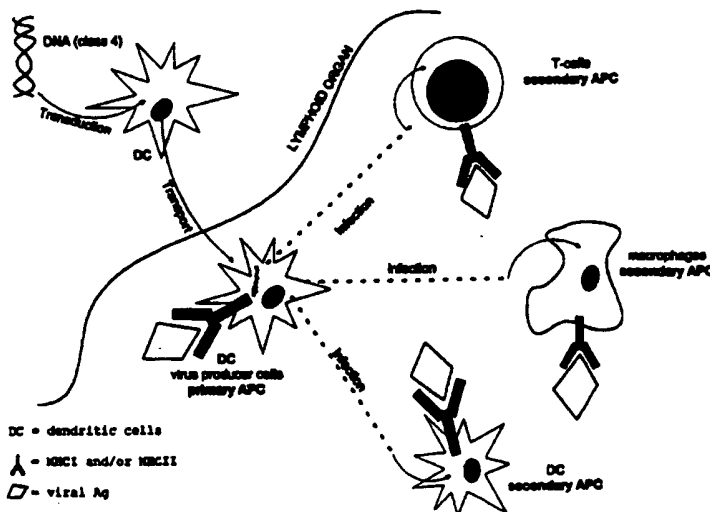 DNA (class 4)
Transduction
DC
Transport
LYMPHOID ORGAN
T-cells
secondary APC
Infection
Infection
macrophages
secondary APC
DC
virus producer cells
primary APC
Infection
DC
secondary APC
DC = dendritic cells
= MHCI and/or MHCII
= viral Ag